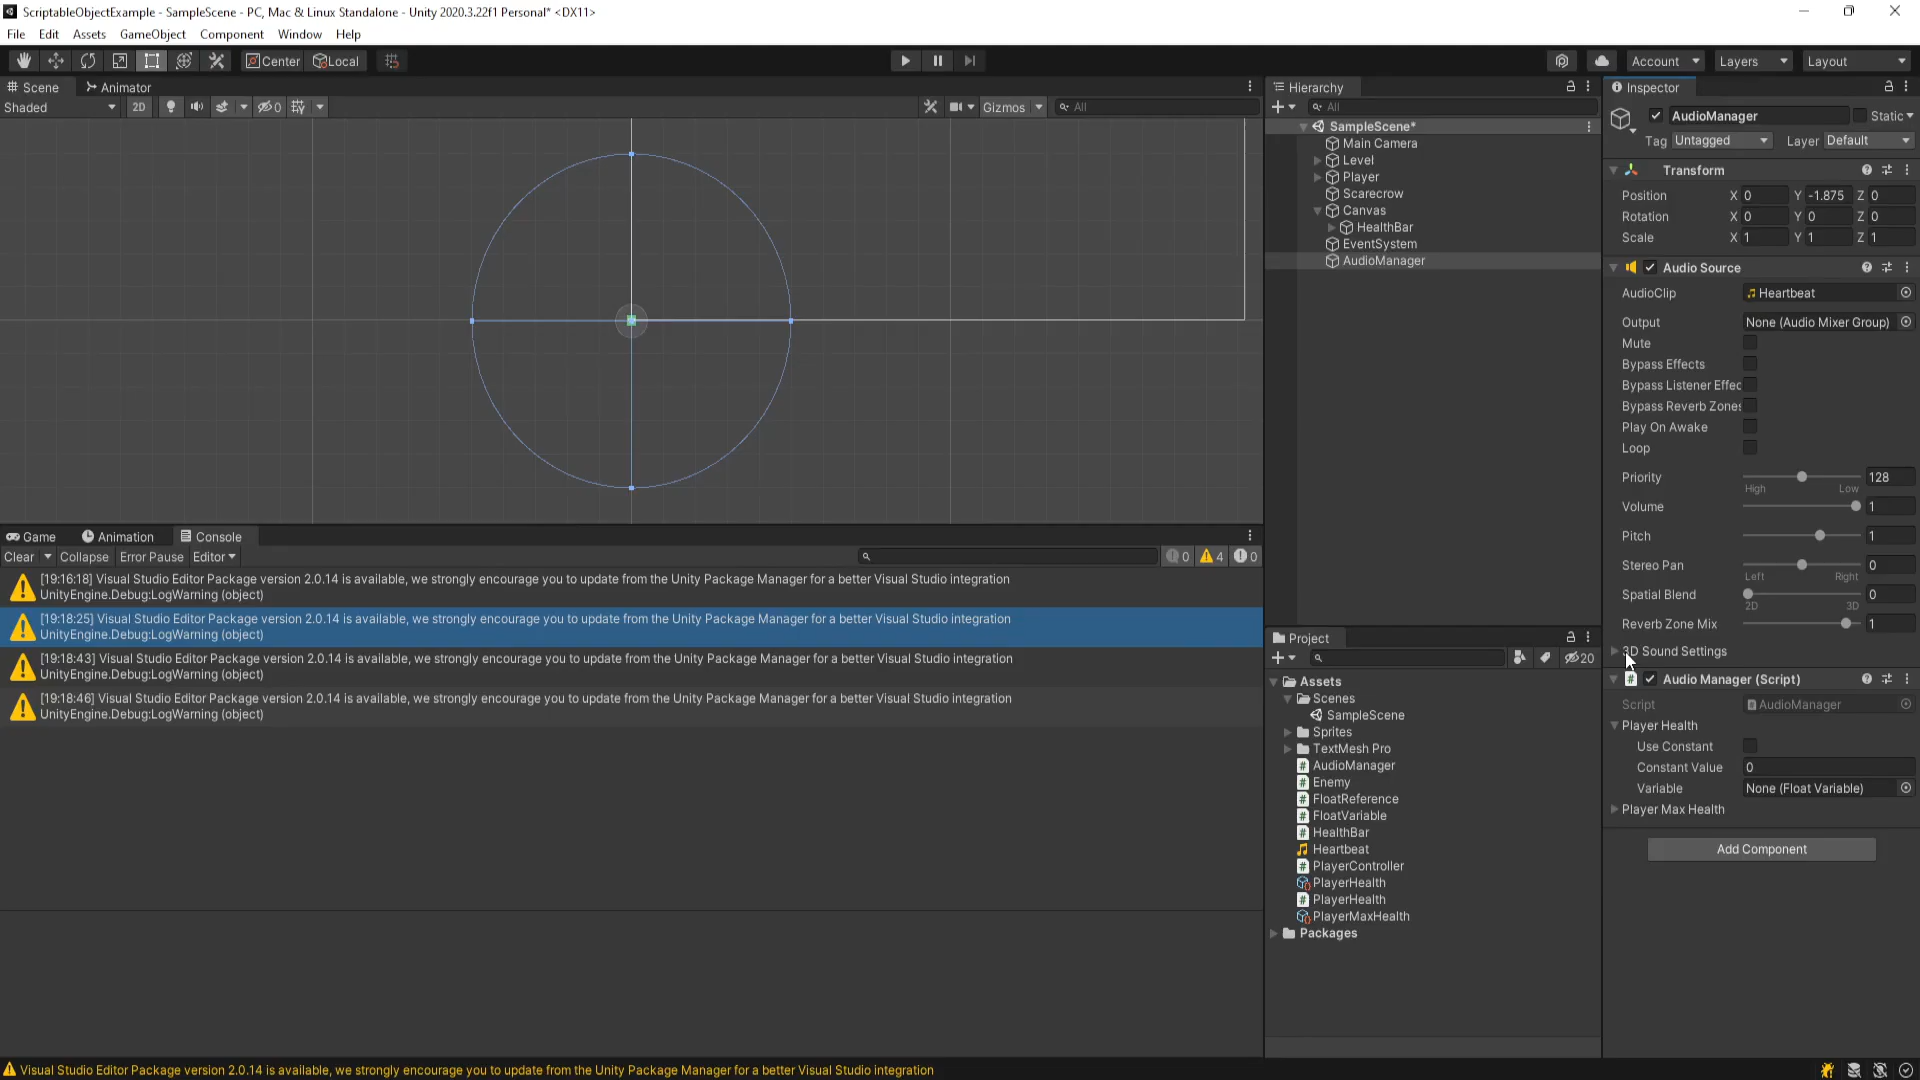 ScriptableObjectExample - SampleScene - PC, Mac & Linux Standalone - Unity 2020.3.22f1 Personal* <DX11>
File Edit Assets GameObject Component Window Help
Center Local Account Layers Layout
Scene Animator
Shaded 2D 0 Gizmos All
Hierarchy
All
SampleScene*
Main Camera
Level
Player
Scarecrow
Canvas
HealthBar
EventSystem
AudioManager
Inspector
AudioManager Static
Tag Untagged Layer Default
Transform
Position X 0 Y -1.875 Z 0
Rotation X 0 Y 0 Z 0
Scale X 1 Y 1 Z 1
Audio Source
AudioClip Heartbeat
Output None (Audio Mixer Group)
Mute
Bypass Effects
Bypass Listener Effec
Bypass Reverb Zones
Play On Awake
Loop
Priority 128
High Low
Volume 1
Pitch 1
Stereo Pan 0
Left Right
Spatial Blend 0
2D 3D
Reverb Zone Mix 1
3D Sound Settings
# Audio Manager (Script)
Script AudioManager
Player Health
Use Constant
Constant Value 0
Variable None (Float Variable)
Player Max Health
Add Component
Game Animation Console
Clear Collapse Error Pause Editor 0 4 0
[19:16:18] Visual Studio Editor Package version 2.0.14 is available, we strongly encourage you to update from the Unity Package Manager for a better Visual Studio integration
UnityEngine.Debug:LogWarning (object)
[19:18:25] Visual Studio Editor Package version 2.0.14 is available, we strongly encourage you to update from the Unity Package Manager for a better Visual Studio integration
UnityEngine.Debug:LogWarning (object)
[19:18:43] Visual Studio Editor Package version 2.0.14 is available, we strongly encourage you to update from the Unity Package Manager for a better Visual Studio integration
UnityEngine.Debug:LogWarning (object)
[19:18:46] Visual Studio Editor Package version 2.0.14 is available, we strongly encourage you to update from the Unity Package Manager for a better Visual Studio integration
UnityEngine.Debug:LogWarning (object)
Project
20
Assets
Scenes
SampleScene
Sprites
TextMesh Pro
# AudioManager
# Enemy
# FloatReference
# FloatVariable
# HealthBar
Heartbeat
# PlayerController
PlayerHealth
# PlayerHealth
PlayerMaxHealth
Packages
Visual Studio Editor Package version 2.0.14 is available, we strongly encourage you to update from the Unity Package Manager for a better Visual Studio integration